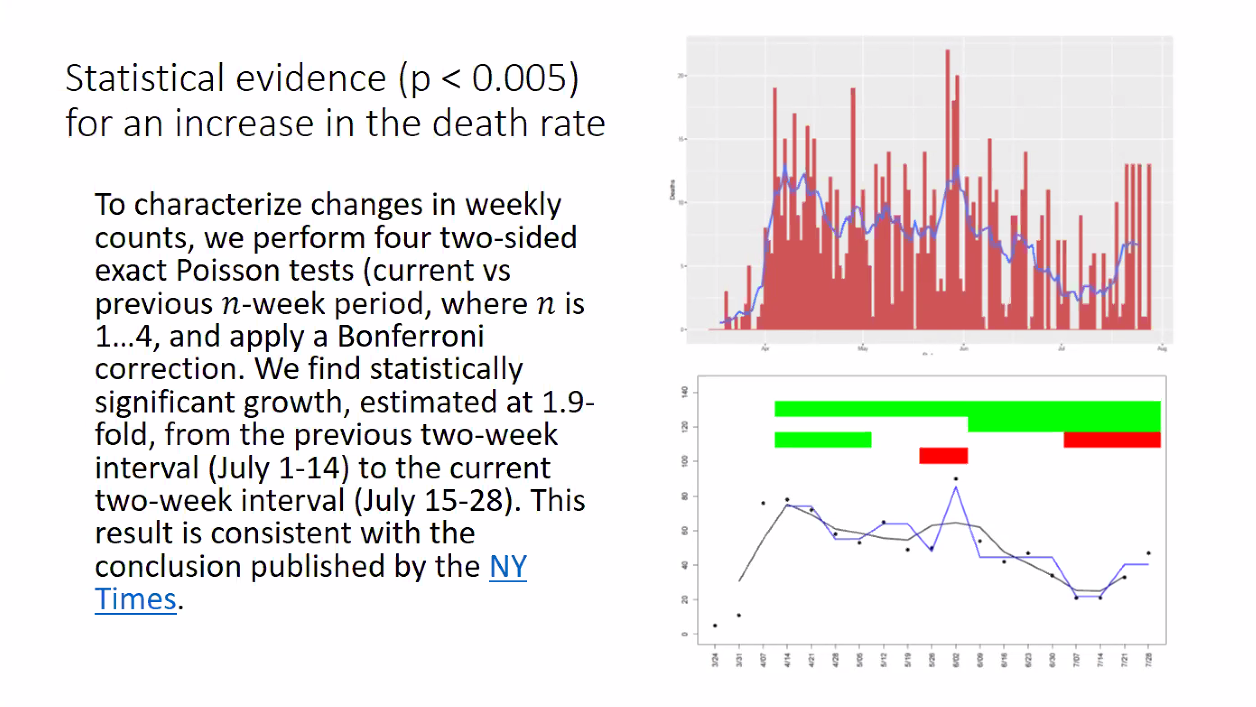 Statistical evidence (p < 0.005)
for an increase in the death rate
To characterize changes in weekly
counts, we perform four two-sided
exact Poisson tests (current vs
previous n-week period, where n is
1…4, and apply a Bonferroni
correction. We find statistically
significant growth, estimated at 1.9-
fold, from the previous two-week
interval (July 1-14) to the current
two-week interval (July 15-28). This
result is consistent with the
conclusion published by the NY
Times.
Deaths
20
15
10
5
0
Apr May Jun Jul Aug
140
120
100
80
60
40
20
0
3/24 3/31 4/07 4/14 4/21 4/28 5/05 5/12 5/19 5/26 6/02 6/09 6/16 6/23 6/30 7/07 7/14 7/21 7/28